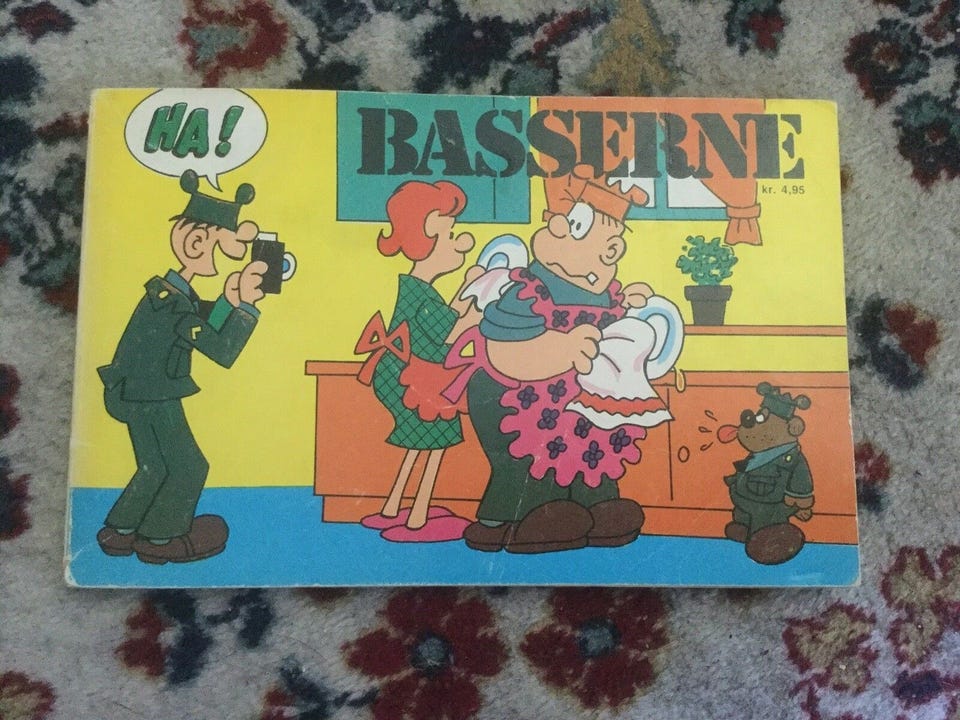 HA!
BASSERNE
kr. 4,95